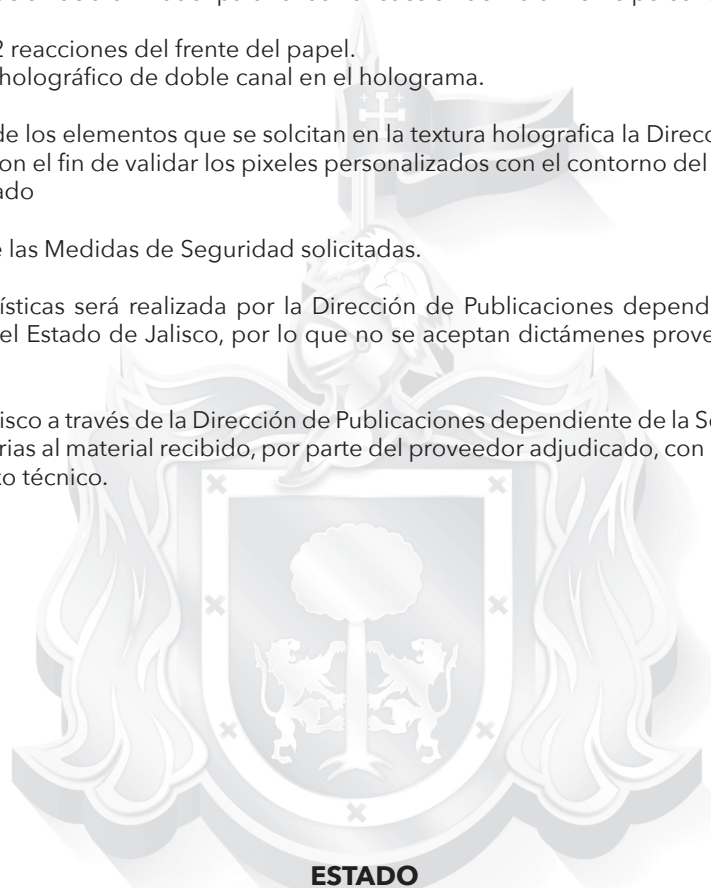 2 reacciones del frente del papel.
holográfico de doble canal en el holograma.
de los elementos que se solcitan en la textura holografica la Direc
on el fin de validar los pixeles personalizados con el contorno del
ado
e las Medidas de Seguridad solicitadas.
ísticas será realizada por la Dirección de Publicaciones depend
el Estado de Jalisco, por lo que no se aceptan dictámenes prove
isco a través de la Dirección de Publicaciones dependiente de la Se
rias al material recibido, por parte del proveedor adjudicado, con
o técnico.
ESTADO